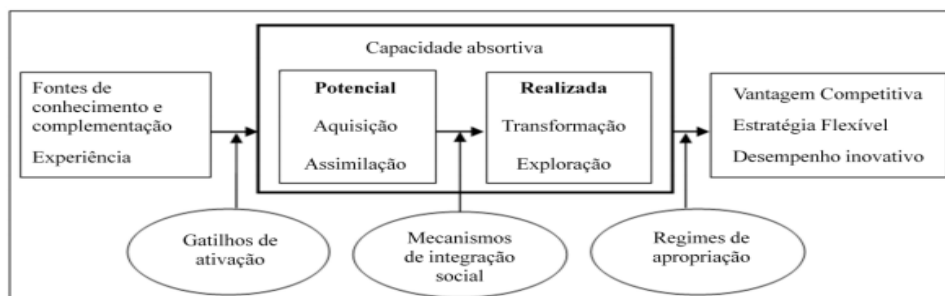 Capacidade absortiva
Fontes de
conhecimento e
complementação
Experiência
Potencial
Aquisição
Assimilação
Realizada
Transformação
Exploração
Vantagem Competitiva
Estratégia Flexível
Desempenho inovativo
Gatilhos de
ativação
Mecanismos
de integração
social
Regimes de
apropriação